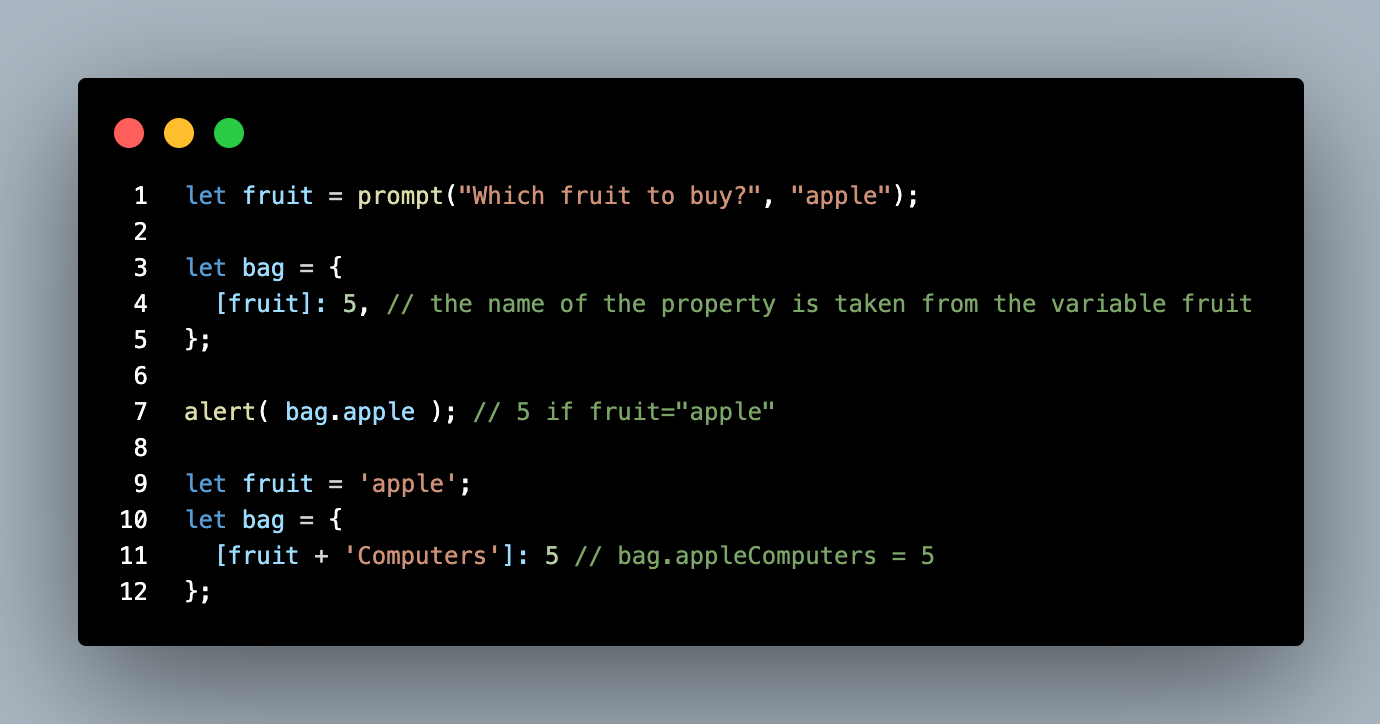 1 let fruit = prompt("Which fruit to buy?", "apple");
2
3 let bag = {
4   [fruit]: 5, // the name of the property is taken from the variable fruit
5 };
6
7 alert( bag.apple ); // 5 if fruit="apple"
8
9 let fruit = 'apple';
10 let bag = {
11   [fruit + 'Computers']: 5 // bag.appleComputers = 5
12 };